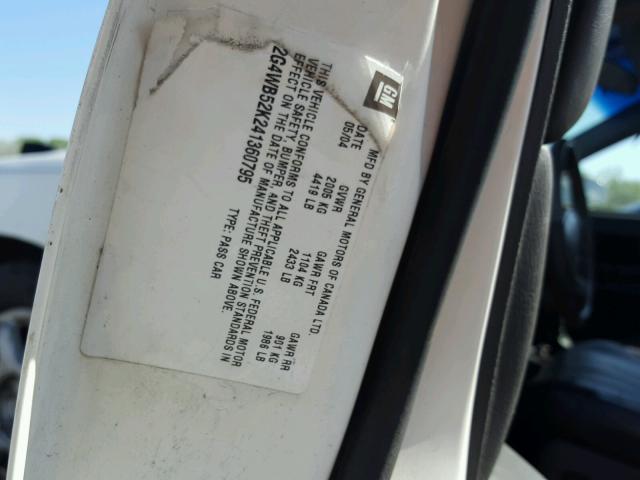 GM
MFD BY GENERAL MOTORS OF CANADA LTD.
DATE GVWR GAWR FRT GAWR RR
05/04 2005 KG 1104 KG 901 KG
4419 LB 2433 LB 1986 LB
THIS VEHICLE CONFORMS TO ALL APPLICABLE U.S. FEDERAL MOTOR
VEHICLE SAFETY, BUMPER, AND THEFT PREVENTION STANDARDS IN
EFFECT ON THE DATE OF MANUFACTURE SHOWN ABOVE.
2G4WB52K241360795 TYPE: PASS CAR